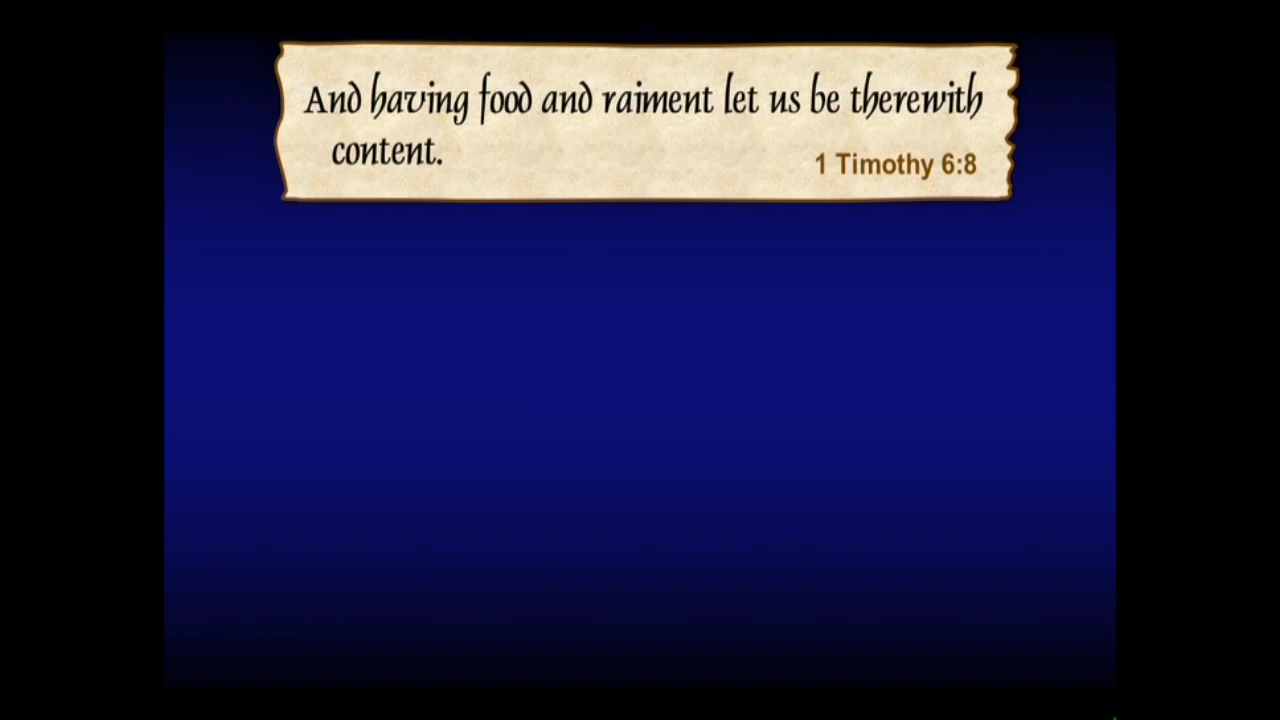 And having food and raiment let us be therewith
content.
1 Timothy 6:8